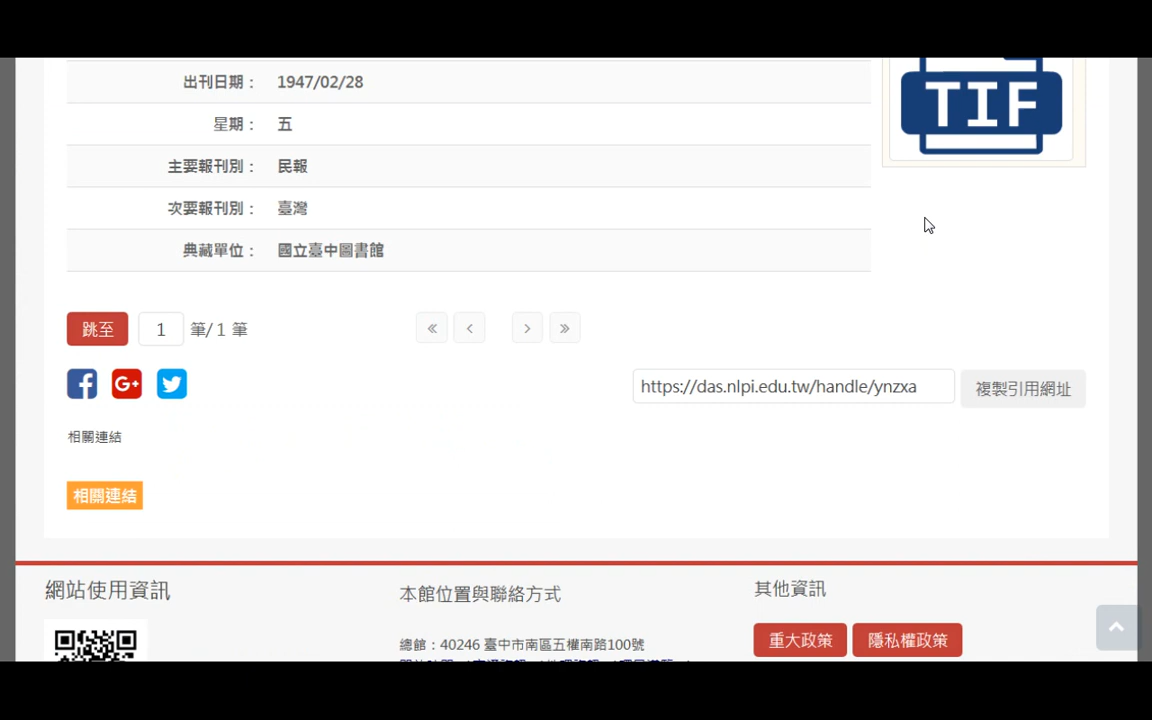 出刊日期： 1947/02/28
TIF
星期： 五
主要報刊別： 民報
次要報刊別： 臺灣
典藏單位： 國立臺中圖書館
跳至 1 筆/ 1 筆 « ‹ › »
f G+
https://das.nlpi.edu.tw/handle/ynzxa 複製引用網址
相關連結
相關連結
網站使用資訊
本館位置與聯絡方式
其他資訊
總館：40246 臺中市南區五權南路100號
重大政策 隱私權政策